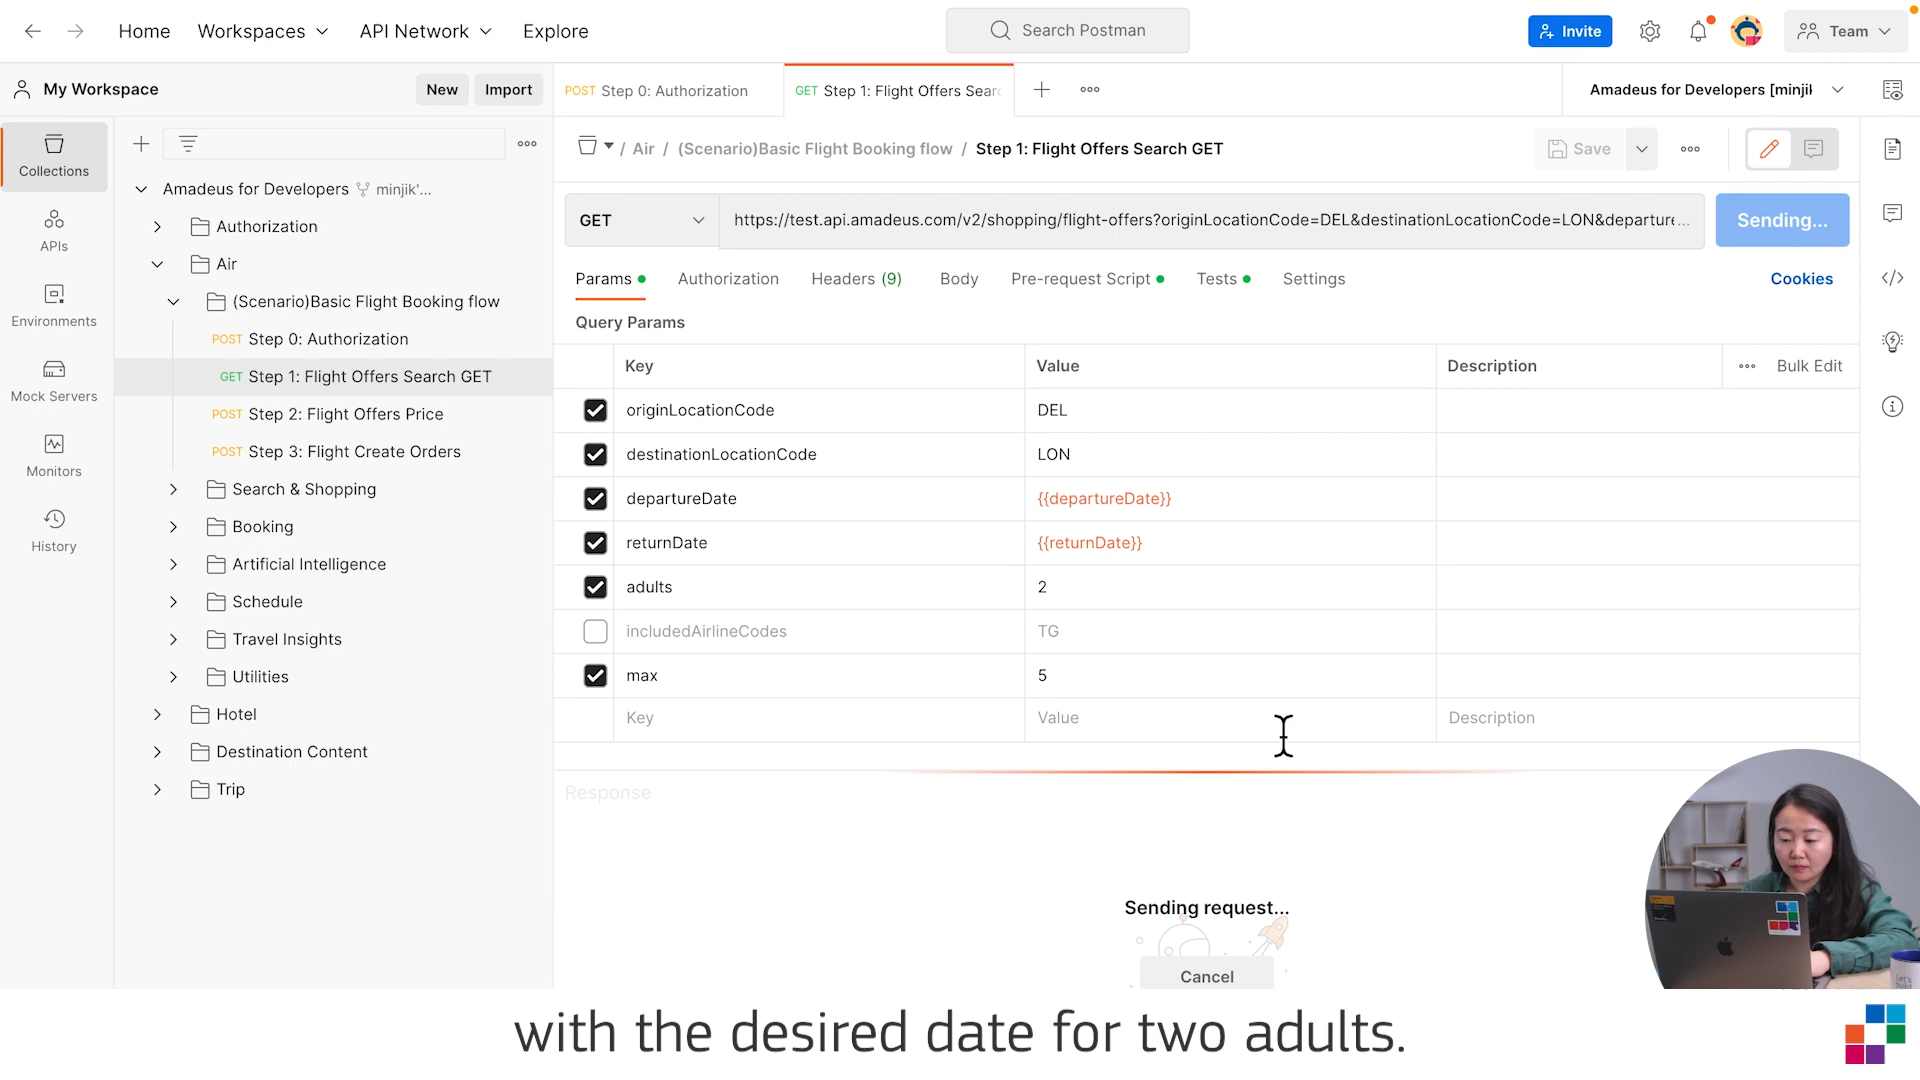 Home
Workspaces
API Network
Explore
Search Postman
Invite
Team
My Workspace
New
Import
POST Step 0: Authorization
GET Step 1: Flight Offers Sear
Amadeus for Developers [minjik
Collections
APIs
Environments
Mock Servers
Monitors
History
Amadeus for Developers minjik'...
Authorization
Air
(Scenario)Basic Flight Booking flow
POST Step 0: Authorization
GET Step 1: Flight Offers Search GET
POST Step 2: Flight Offers Price
POST Step 3: Flight Create Orders
Search & Shopping
Booking
Artificial Intelligence
Schedule
Travel Insights
Utilities
Hotel
Destination Content
Trip
/ Air / (Scenario)Basic Flight Booking flow / Step 1: Flight Offers Search GET
Save
GET
https://test.api.amadeus.com/v2/shopping/flight-offers?originLocationCode=DEL&destinationLocationCode=LON&departure...
Sending...
Params
Authorization
Headers (9)
Body
Pre-request Script
Tests
Settings
Cookies
Query Params
Key Value Description Bulk Edit
originLocationCode DEL
destinationLocationCode LON
departureDate {{departureDate}}
returnDate {{returnDate}}
adults 2
includedAirlineCodes TG
max 5
Key Value Description
Response
Sending request...
Cancel
with the desired date for two adults.